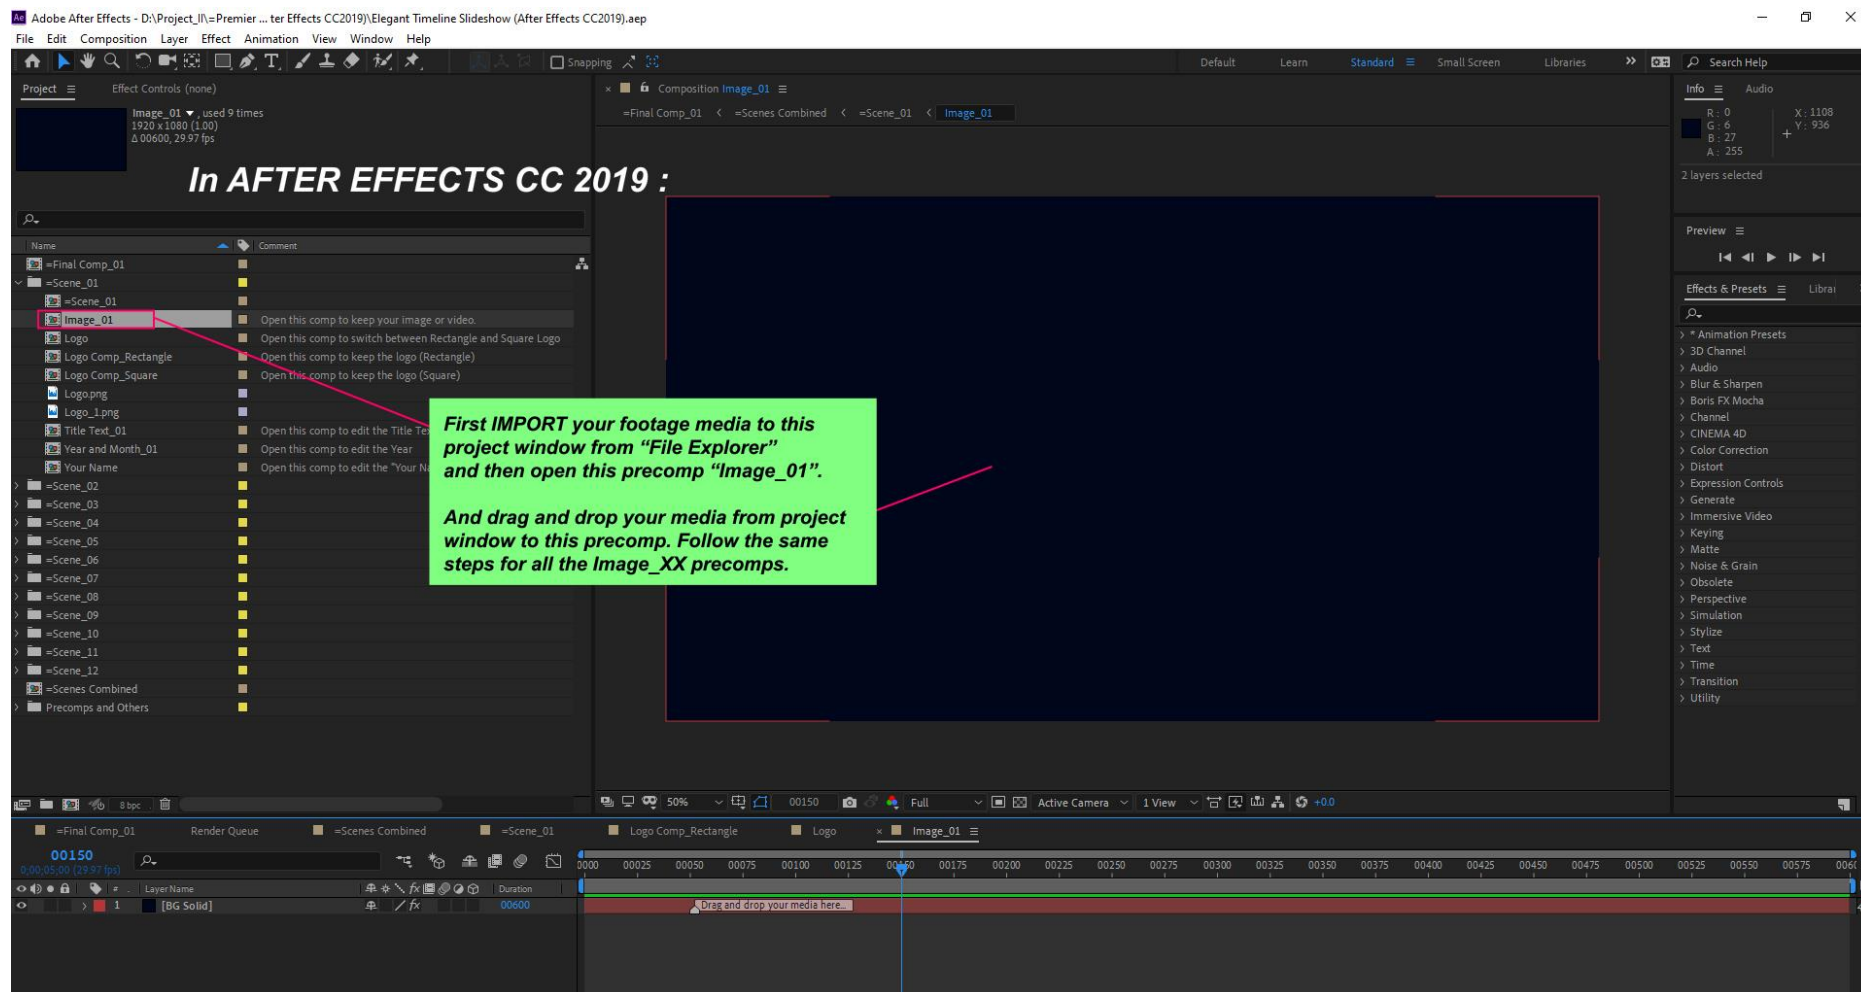 Ae Adobe After Effects - D:\Project_II\=Premier ... ter Effects CC2019)\Elegant Timeline Slideshow (After Effects CC2019).aep
File Edit Composition Layer Effect Animation View Window Help
Snapping
Default Learn Standard Small Screen Libraries
Search Help
Project Effect Controls (none)
Image_01 , used 9 times
1920 x 1080 (1.00)
Δ 00600, 29.97 fps
In AFTER EFFECTS CC 2019 :
Name Comment
=Final Comp_01
=Scene_01
=Scene_01
Image_01 Open this comp to keep your image or video.
Logo Open this comp to switch between Rectangle and Square Logo
Logo Comp_Rectangle Open this comp to keep the logo (Rectangle)
Logo Comp_Square Open this comp to keep the logo (Square)
Logo.png
Logo_1.png
Title Text_01 Open this comp to edit the Title Te
Year and Month_01 Open this comp to edit the Year
Your Name Open this comp to edit the "Your N
=Scene_02
=Scene_03
=Scene_04
=Scene_05
=Scene_06
=Scene_07
=Scene_08
=Scene_09
=Scene_10
=Scene_11
=Scene_12
=Scenes Combined
Precomps and Others
8 bpc
Composition Image_01
=Final Comp_01 =Scenes Combined =Scene_01 Image_01
First IMPORT your footage media to this
project window from “File Explorer”
and then open this precomp “Image_01”.
And drag and drop your media from project
window to this precomp. Follow the same
steps for all the Image_XX precomps.
50% 00150 Full Active Camera 1 View +0.0
Info Audio
R : 0 X : 1108
G : 6 Y : 936
B : 27
A : 255
2 layers selected
Preview
Effects & Presets Librai
* Animation Presets
3D Channel
Audio
Blur & Sharpen
Boris FX Mocha
Channel
CINEMA 4D
Color Correction
Distort
Expression Controls
Generate
Immersive Video
Keying
Matte
Noise & Grain
Obsolete
Perspective
Simulation
Stylize
Text
Time
Transition
Utility
=Final Comp_01 Render Queue =Scenes Combined =Scene_01 Logo Comp_Rectangle Logo Image_01
00150
0;00;05;00 (29.97 fps)
0000 00025 00050 00075 00100 00125 00150 00175 00200 00225 00250 00275 00300 00325 00350 00375 00400 00425 00450 00475 00500 00525 00550 00575 0060
# Layer Name fx Duration
1 [BG Solid] fx 00600
Drag and drop your media here...